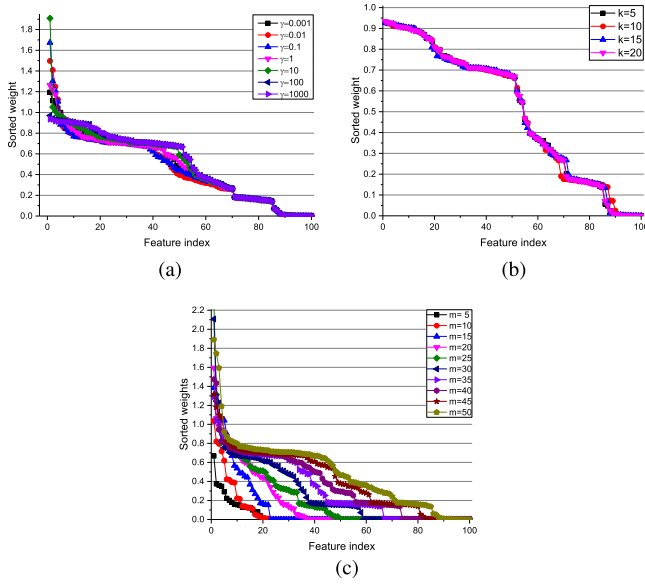 1.8
1.6
1.4
1.2
1.0
0.8
0.6
0.4
0.2
0.0
Sorted weight
0 20 40 60 80 100
Feature index
γ=0.001
γ=0.01
γ=0.1
γ=1
γ=10
γ=100
γ=1000
(a)
1.0
0.9
0.8
0.7
0.6
0.5
0.4
0.3
0.2
0.1
0.0
Sorted weight
0 20 40 60 80 100
Feature index
k=5
k=10
k=15
k=20
(b)
2.2
2.0
1.8
1.6
1.4
1.2
1.0
0.8
0.6
0.4
0.2
0.0
Sorted weights
0 20 40 60 80 100
Feature index
m= 5
m=10
m=15
m=20
m=25
m=30
m=35
m=40
m=45
m=50
(c)